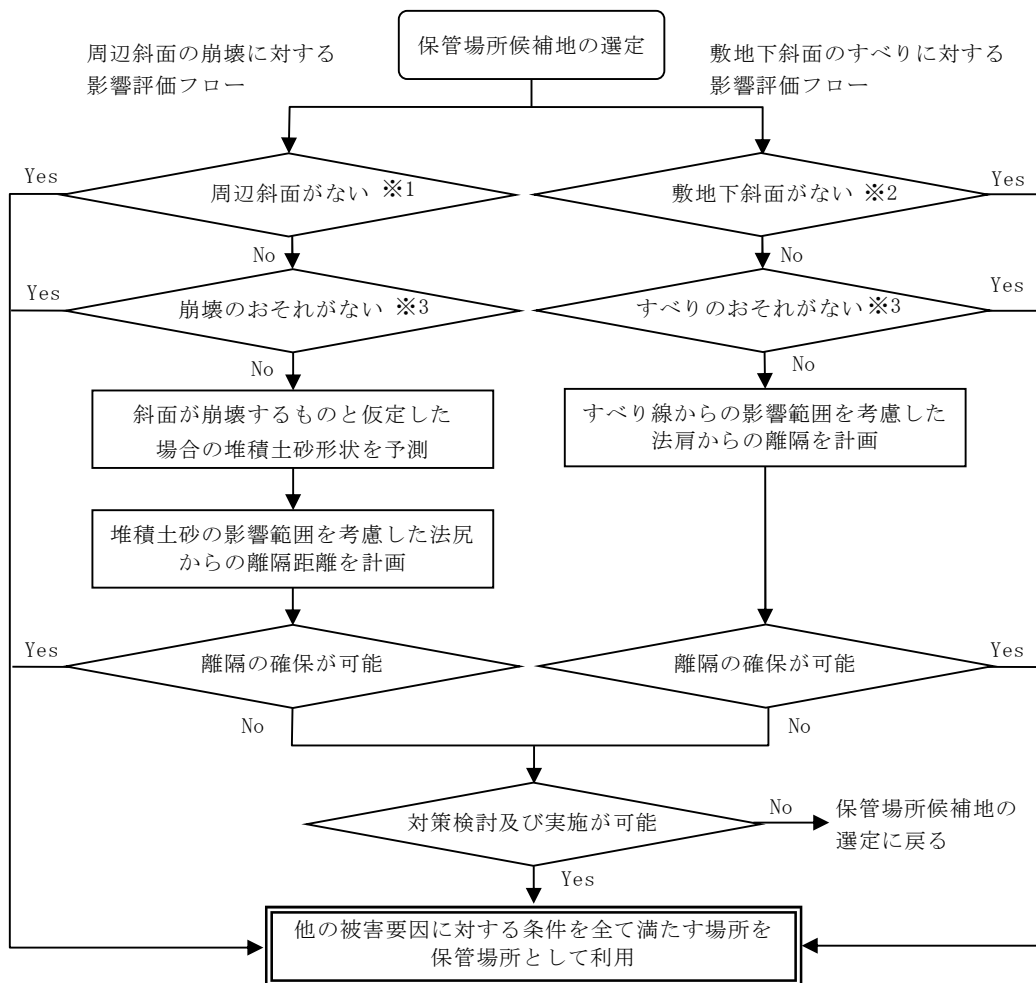 保管場所候補地の選定
周辺斜面の崩壊に対する
影響評価フロー
敷地下斜面のすべりに対する
影響評価フロー
Yes
周辺斜面がない ※1
敷地下斜面がない※2
Yes
No
No
Yes
崩壊のおそれがない ※3
すべりのおそれがない※3
Yes
No
No
斜面が崩壊するものと仮定した
場合の堆積土砂形状を予測
すべり線からの影響範囲を考慮した
法肩からの離隔を計画
堆積土砂の影響範囲を考慮した法尻
からの離隔距離を計画
Yes
離隔の確保が可能
離隔の確保が可能
Yes
No
No
対策検討及び実施が可能
No
保管場所候補地の
選定に戻る
Yes
他の被害要因に対する条件を全て満たす場所を
保管場所として利用